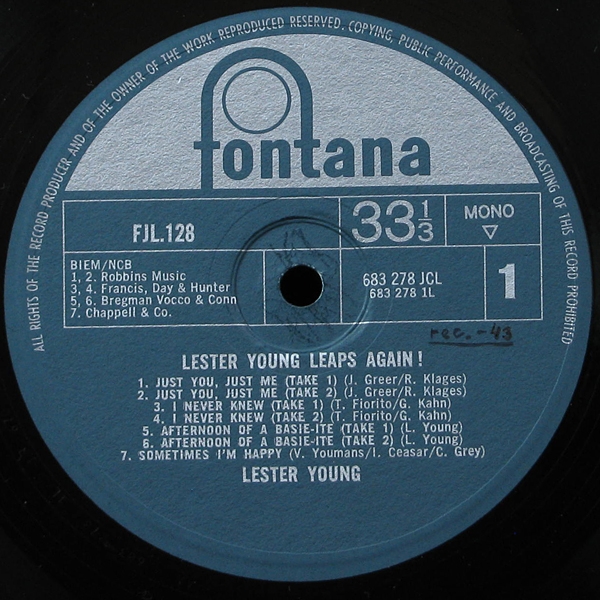 ALL RIGHTS OF THE RECORD PRODUCER AND OF THE OWNER OF THE WORK REPRODUCED RESERVED. COPYING, PUBLIC PERFORMANCE AND BROADCASTING OF THIS RECORD PROHIBITED
fontana
FJL.128
33 1/3
MONO
BIEM/NCB
1, 2. Robbins Music
3, 4. Francis, Day & Hunter
5, 6. Bregman Vocco & Conn
7. Chappell & Co.
683 278 JCL
683 278 1L
1
rec. -43
LESTER YOUNG LEAPS AGAIN!
1. JUST YOU, JUST ME (TAKE 1) (J. Greer/R. Klages)
2. JUST YOU, JUST ME (TAKE 2) (J. Greer/R. Klages)
3. I NEVER KNEW (TAKE 1) (T. Fiorito/G. Kahn)
4. I NEVER KNEW (TAKE 2) (T. Fiorito/G. Kahn)
5. AFTERNOON OF A BASIE-ITE (TAKE 1) (L. Young)
6. AFTERNOON OF A BASIE-ITE (TAKE 2) (L. Young)
7. SOMETIMES I'M HAPPY (V. Youmans/I. Ceasar/C. Grey)
LESTER YOUNG